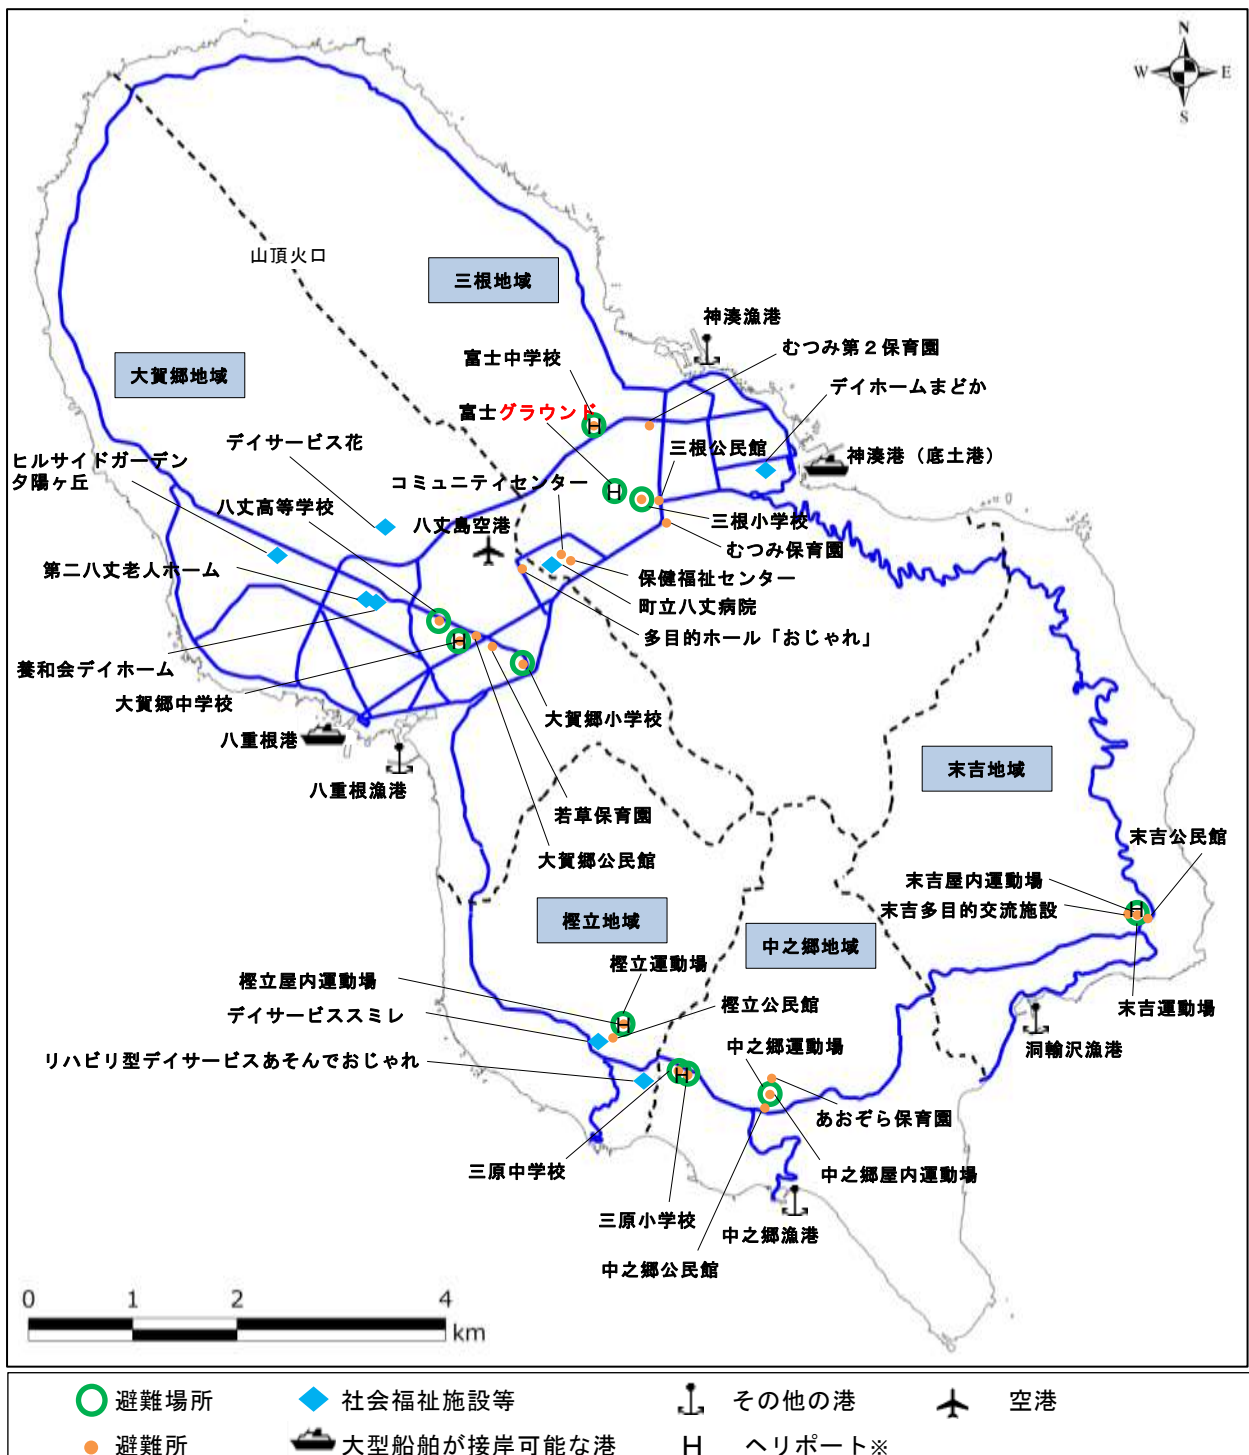 N
W
E
S
山頂火口
三根地域
神湊漁港
大賀郷地域
富士中学校
むつみ第２保育園
デイホームまどか
富士グラウンド
デイサービス花
三根公民館
神湊港（底土港）
ヒルサイドガーデン
夕陽ヶ丘
コミュニティセンター
八丈高等学校
八丈島空港
三根小学校
むつみ保育園
第二八丈老人ホーム
保健福祉センター
町立八丈病院
多目的ホール「おじゃれ」
養和会デイホーム
大賀郷中学校
大賀郷小学校
八重根港
末吉地域
八重根漁港
若草保育園
末吉公民館
大賀郷公民館
末吉屋内運動場
末吉多目的交流施設
樫立地域
中之郷地域
樫立運動場
樫立屋内運動場
樫立公民館
末吉運動場
デイサービススミレ
中之郷運動場
洞輪沢漁港
リハビリ型デイサービスあそんでおじゃれ
あおぞら保育園
三原中学校
中之郷屋内運動場
三原小学校
中之郷漁港
中之郷公民館
0 1 2 4
km
避難場所 社会福祉施設等 その他の港 空港
避難所 大型船舶が接岸可能な港 H ヘリポート※